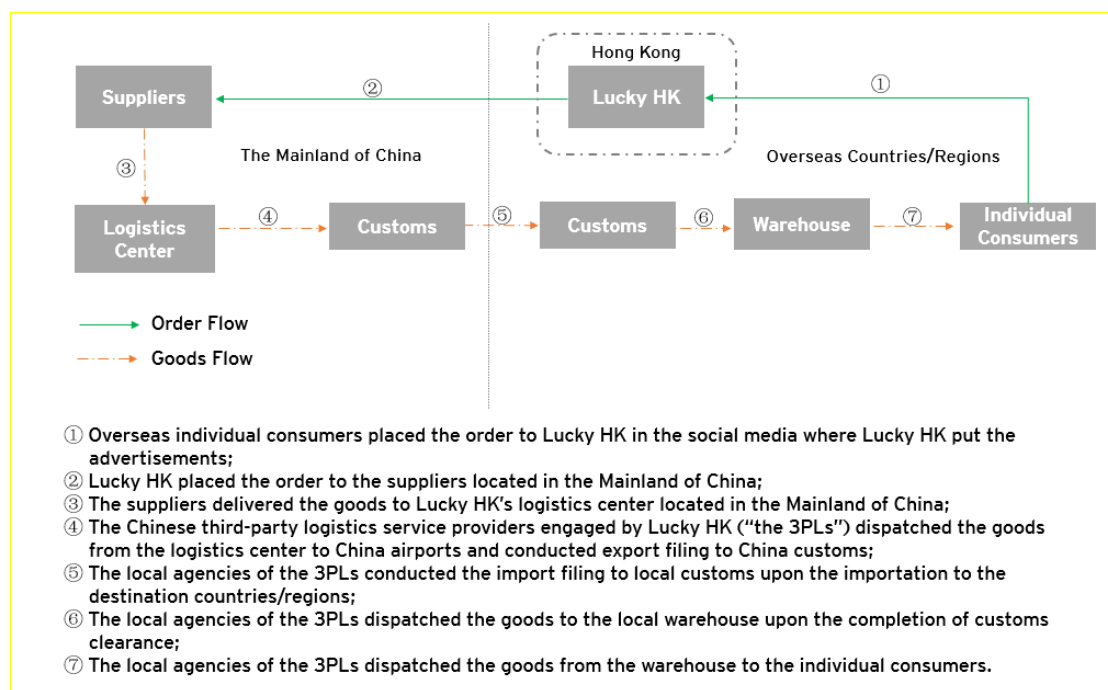 Hong Kong
Suppliers
②
Lucky HK
①
③
The Mainland of China
Overseas Countries/Regions
Logistics
Center
④
Customs
⑤
Customs
⑥
Warehouse
⑦
Individual
Consumers
Order Flow
Goods Flow
① Overseas individual consumers placed the order to Lucky HK in the social media where Lucky HK put the
advertisements;
② Lucky HK placed the order to the suppliers located in the Mainland of China;
③ The suppliers delivered the goods to Lucky HK's logistics center located in the Mainland of China;
④ The Chinese third-party logistics service providers engaged by Lucky HK (“the 3PLs”) dispatched the goods
from the logistics center to China airports and conducted export filing to China customs;
⑤ The local agencies of the 3PLs conducted the import filing to local customs upon the importation to the
destination countries/regions;
⑥ The local agencies of the 3PLs dispatched the goods to the local warehouse upon the completion of customs
clearance;
⑦ The local agencies of the 3PLs dispatched the goods from the warehouse to the individual consumers.